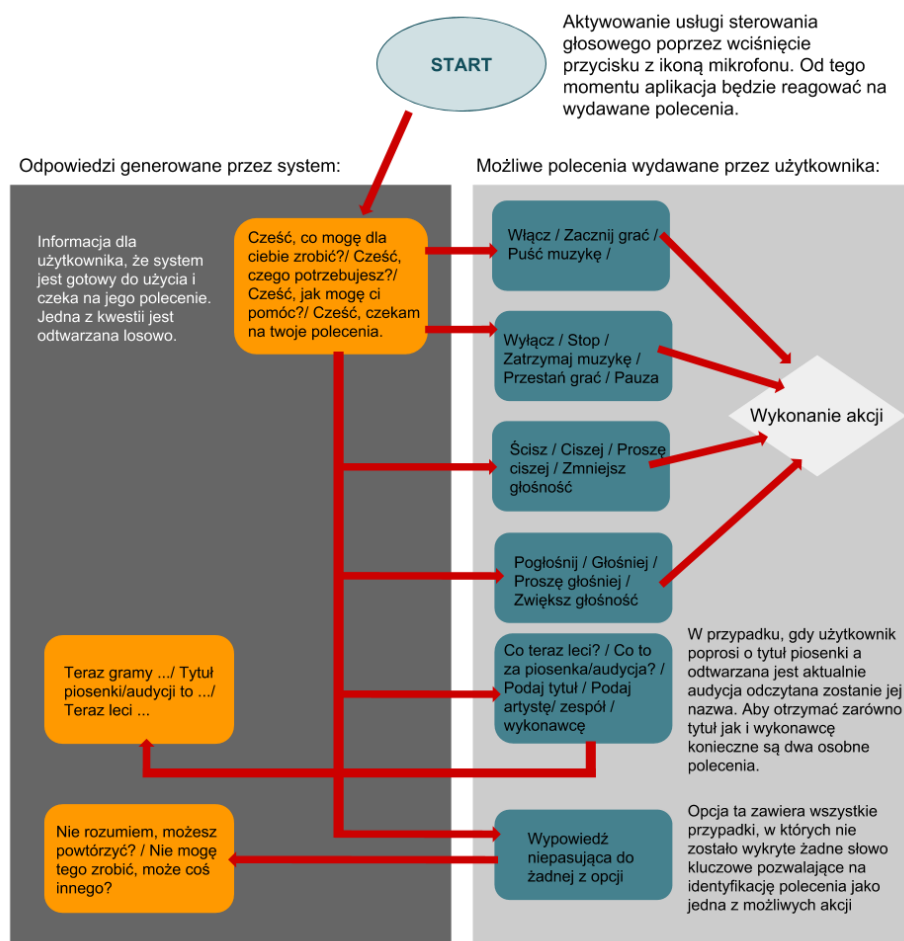 START
Aktywowanie usługi sterowania
głosowego poprzez wciśnięcie
przycisku z ikoną mikrofonu. Od tego
momentu aplikacja będzie reagować na
wydawane polecenia.
Odpowiedzi generowane przez system:
Możliwe polecenia wydawane przez użytkownika:
Informacja dla
użytkownika, że system
jest gotowy do użycia i
czeka na jego polecenie.
Jedna z kwestii jest
odtwarzana losowo.
Cześć, co mogę dla
ciebie zrobić?/ Cześć,
czego potrzebujesz?/
Cześć, jak mogę ci
pomóc?/ Cześć, czekam
na twoje polecenia.
Włącz / Zacznij grać /
Puść muzykę /
Wyłącz / Stop /
Zatrzymaj muzykę /
Przestań grać / Pauza
Wykonanie akcji
Ścisz / Ciszej / Proszę
ciszej / Zmniejsz
głośność
Pogłośnij / Głośniej /
Proszę głośniej /
Zwiększ głośność
Teraz gramy .../ Tytuł
piosenki/audycji to .../
Teraz leci ...
Co teraz leci? / Co to
za piosenka/audycja? /
Podaj tytuł / Podaj
artystę/ zespół /
wykonawcę
W przypadku, gdy użytkownik
poprosi o tytuł piosenki a
odtwarzana jest aktualnie
audycja odczytana zostanie jej
nazwa. Aby otrzymać zarówno
tytuł jak i wykonawcę
konieczne są dwa osobne
polecenia.
Nie rozumiem, możesz
powtórzyć? / Nie mogę
tego zrobić, może coś
innego?
Wypowiedź
niepasująca do
żadnej z opcji
Opcja ta zawiera wszystkie
przypadki, w których nie
zostało wykryte żadne słowo
kluczowe pozwalające na
identyfikację polecenia jako
jedna z możliwych akcji